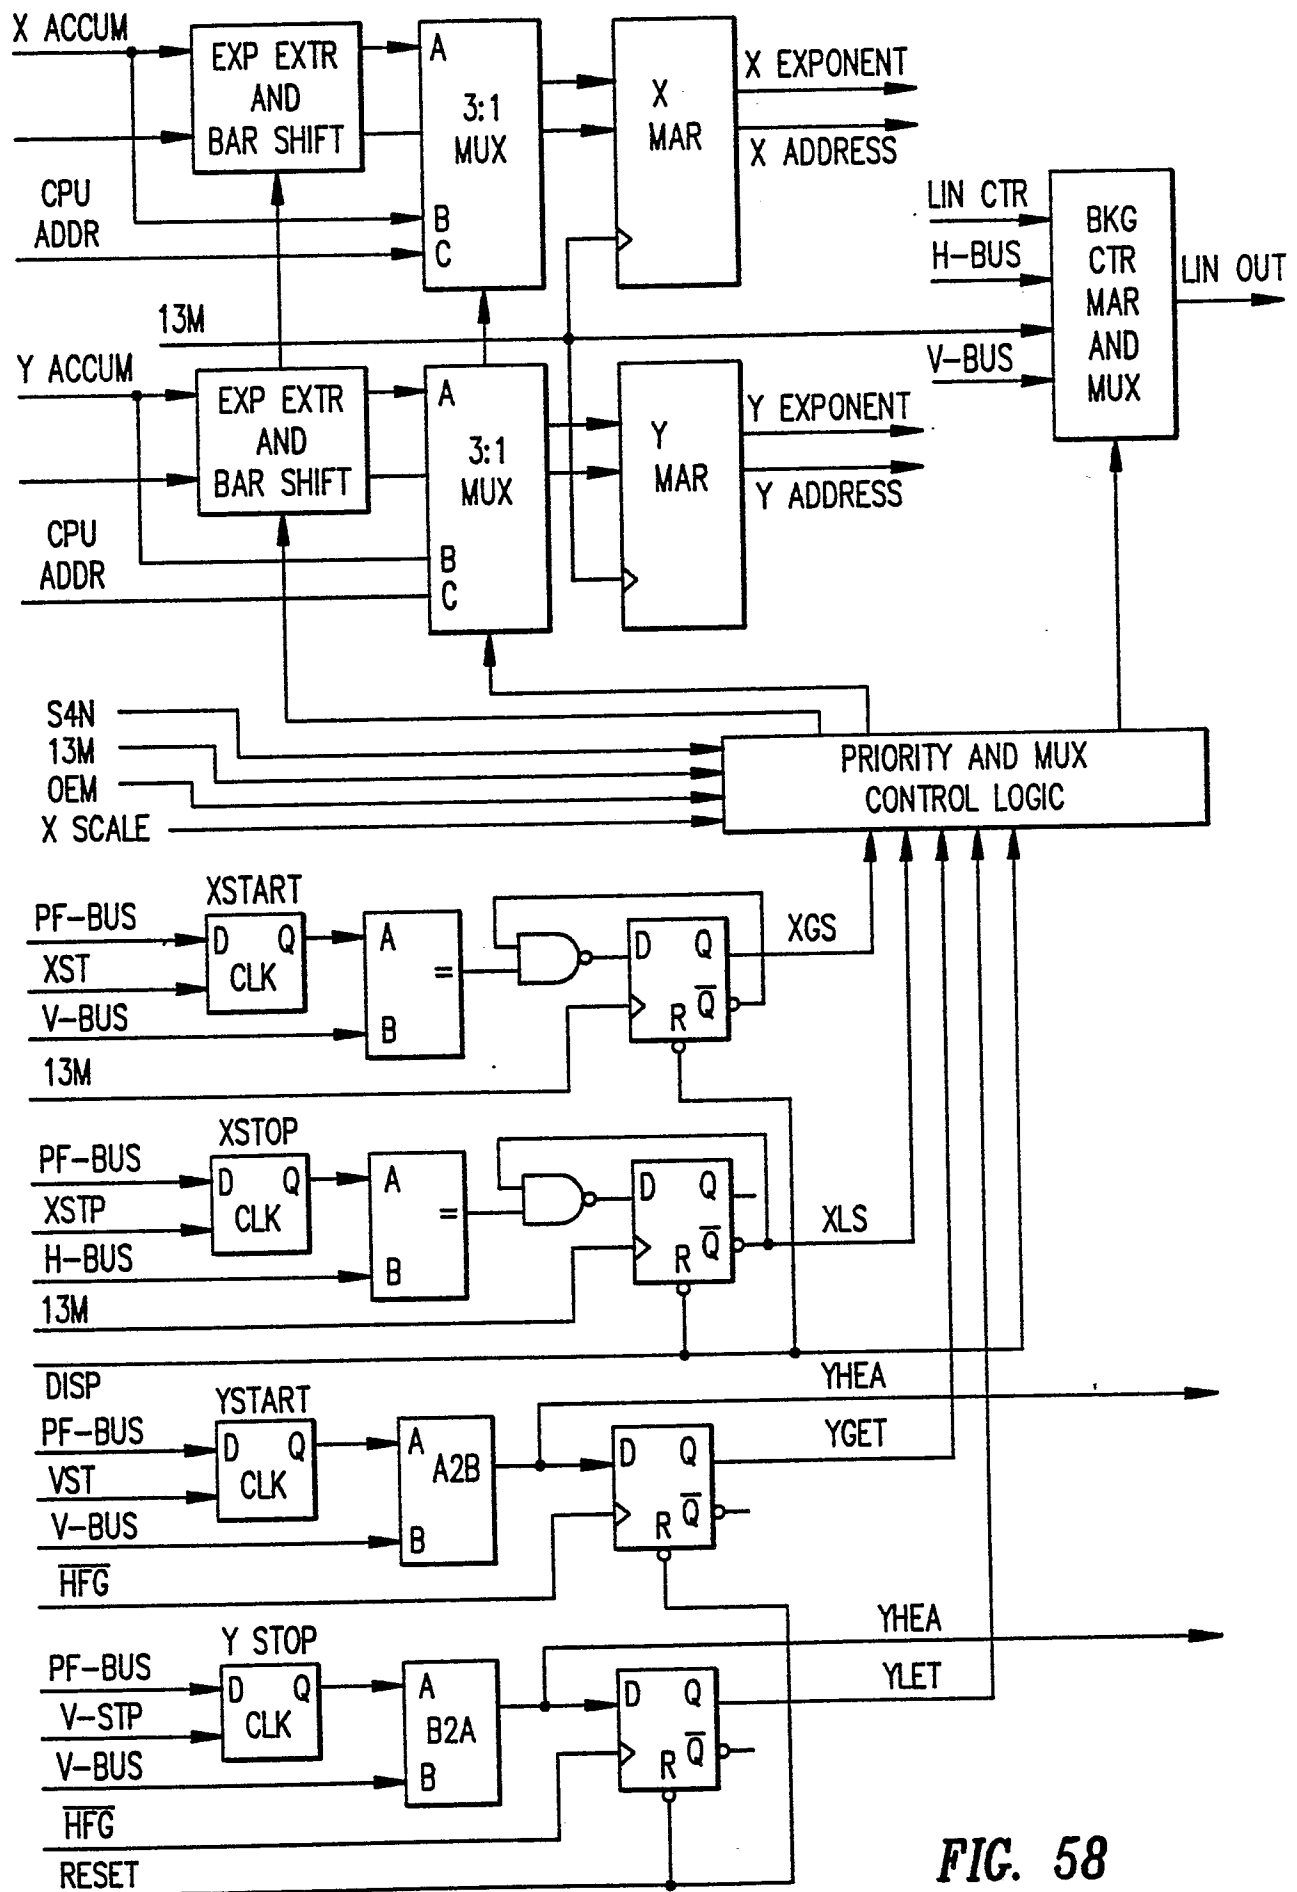 X ACCUM
EXP EXTR
AND
BAR SHIFT
A
3:1
MUX
B
C
X
MAR
X EXPONENT
X ADDRESS
CPU
ADDR
LIN CTR
H-BUS
V-BUS
BKG
CTR
MAR
AND
MUX
LIN OUT
13M
Y ACCUM
EXP EXTR
AND
BAR SHIFT
A
3:1
MUX
B
C
Y
MAR
Y EXPONENT
Y ADDRESS
CPU
ADDR
S4N
13M
OEM
X SCALE
PRIORITY AND MUX
CONTROL LOGIC
XSTART
PF-BUS
XST
V-BUS
13M
D Q
CLK
A
=
B
D Q
R Q̅
XGS
XSTOP
PF-BUS
XSTP
H-BUS
13M
D Q
CLK
A
=
B
D Q
R Q̅
XLS
DISP
YSTART
PF-BUS
VST
V-BUS
H̅F̅G̅
D Q
CLK
A
A2B
B
D Q
R Q̅
YHEA
YGET
Y STOP
PF-BUS
V-STP
V-BUS
H̅F̅G̅
D Q
CLK
A
B2A
B
D Q
R Q̅
YHEA
YLET
RESET
FIG. 58